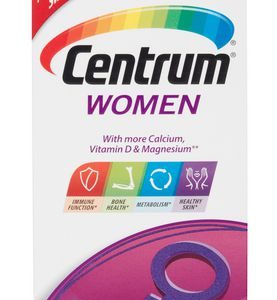 Centrum®
WOMEN
With more Calcium,
Vitamin D & Magnesium**
IMMUNE
FUNCTION*
BONE
HEALTH*
METABOLISM*
HEALTHY
SKIN*